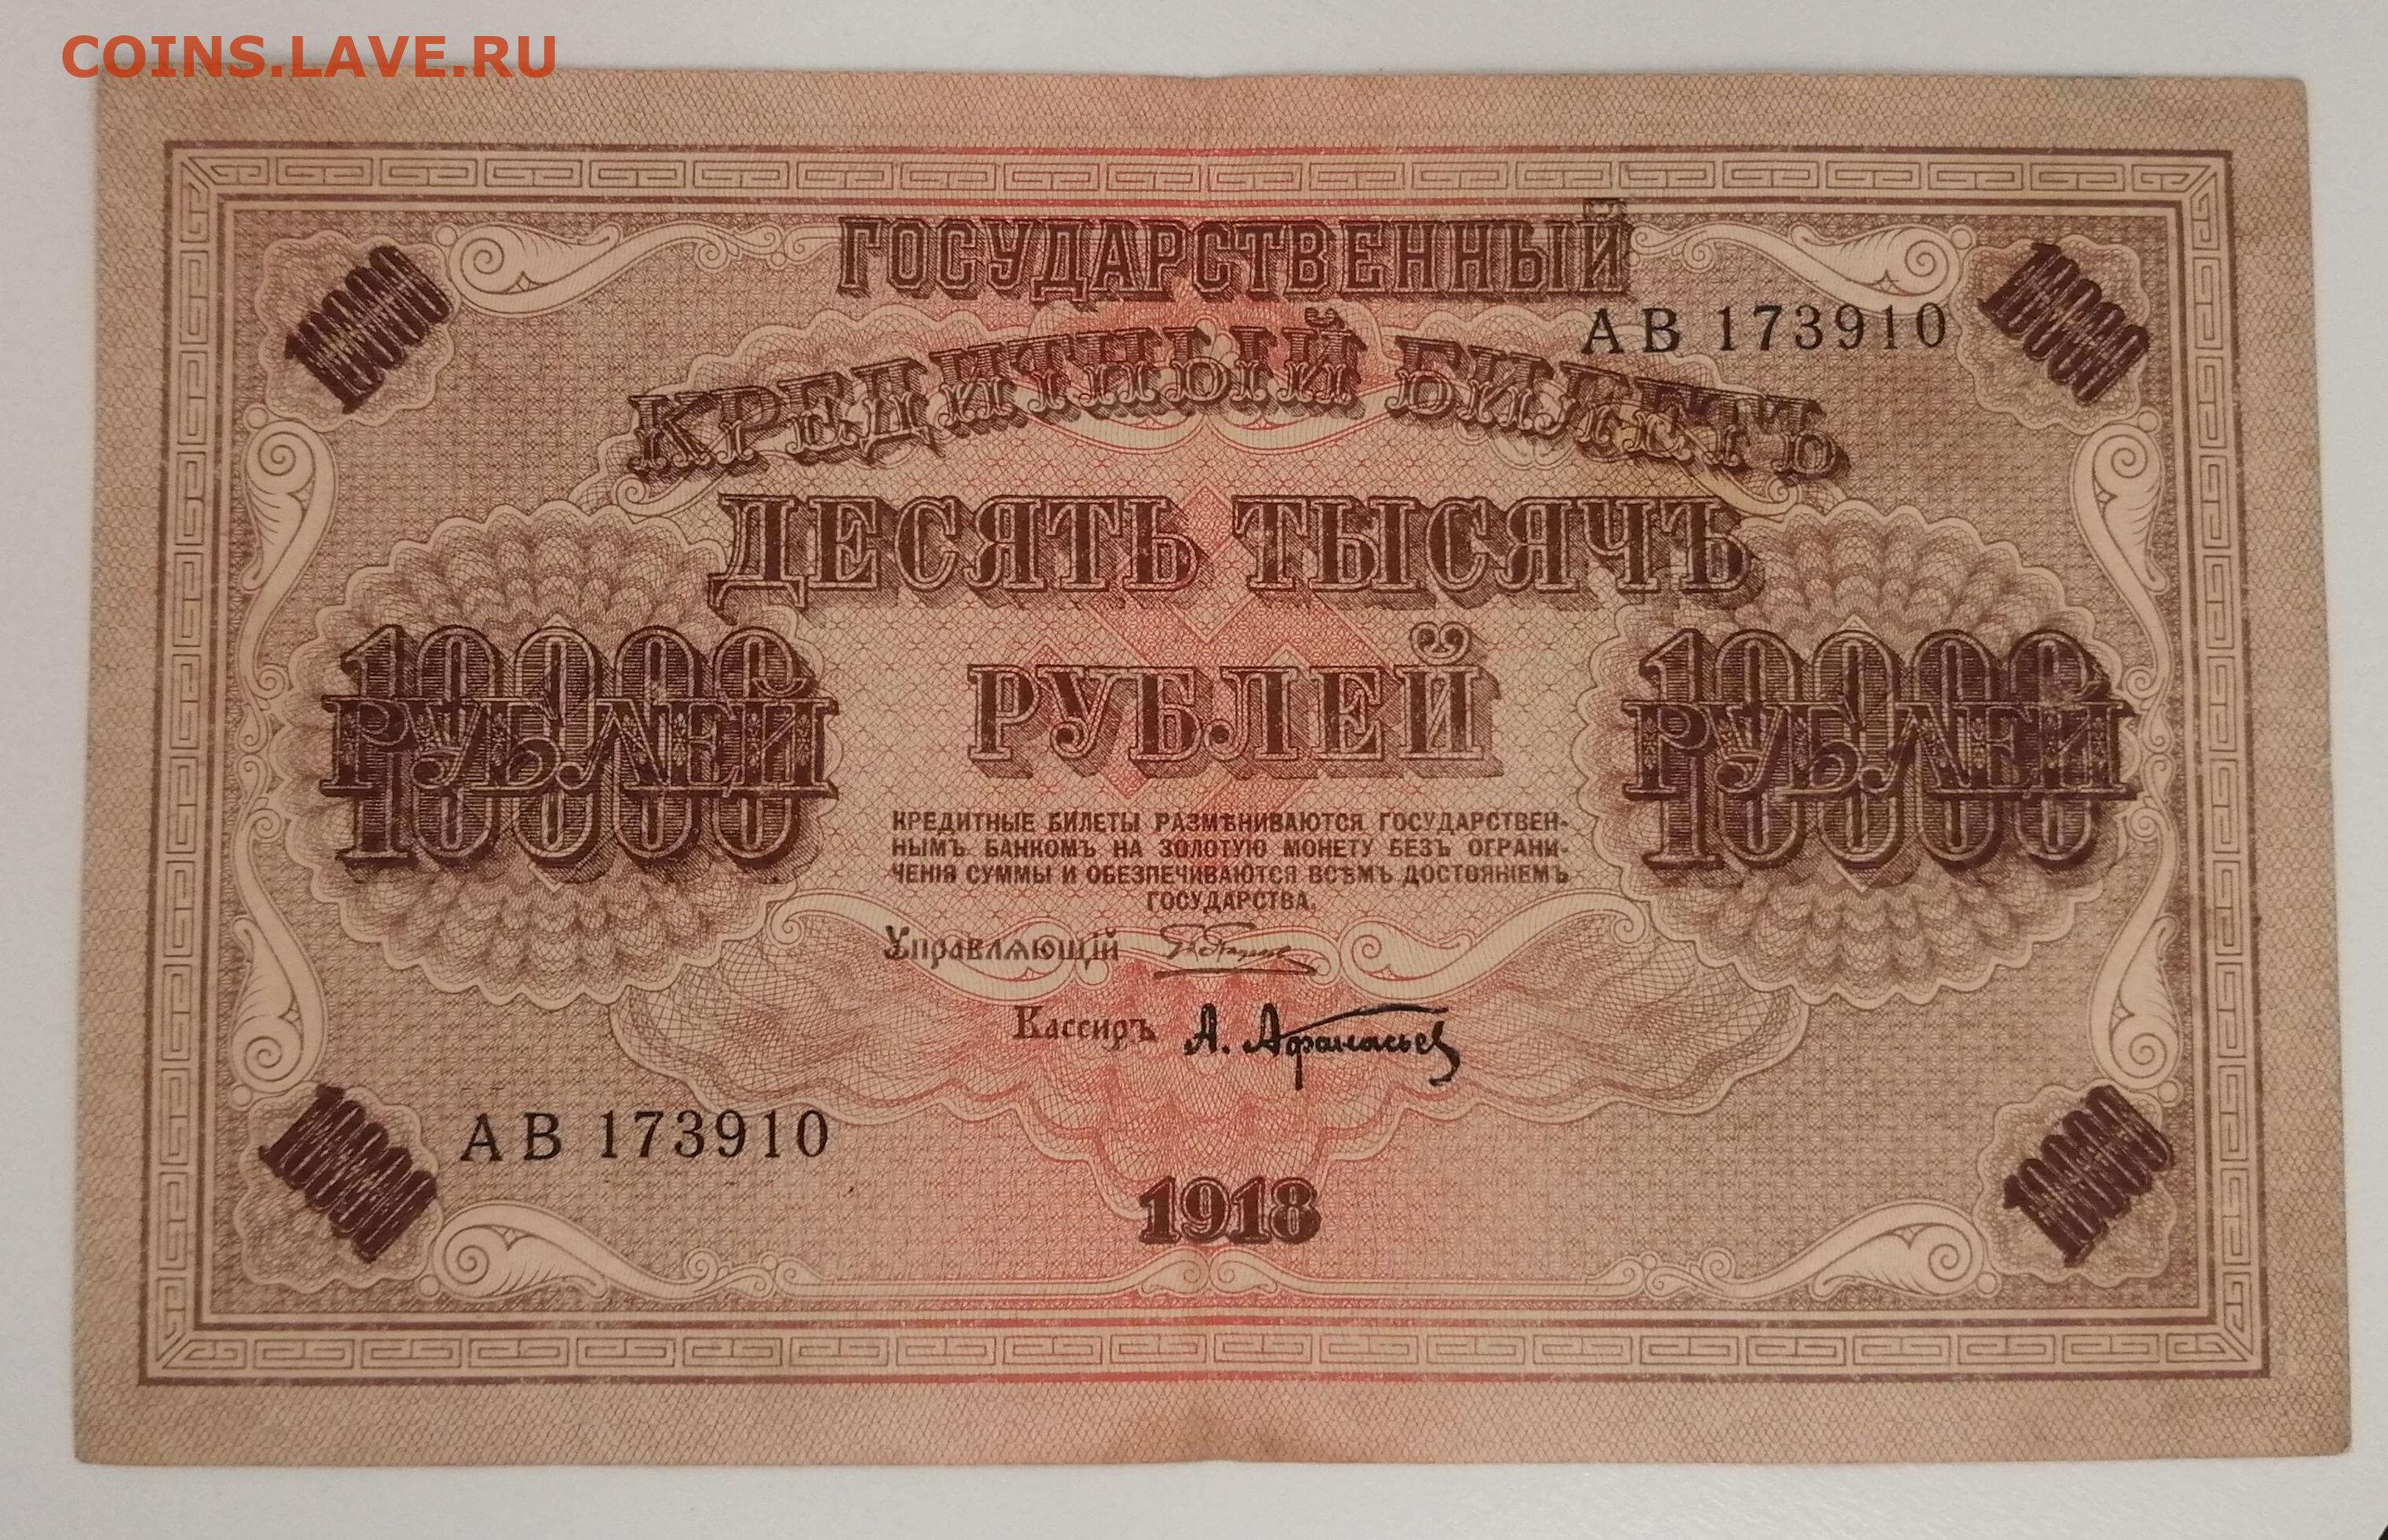 COINS.LAVE.RU
ГОСУДАРСТВЕННЫЙ
АВ 173910
КРЕДИТНЫЙ БИЛЕТЪ
ДЕСЯТЬ ТЫСЯЧЪ
РУБЛЕЙ
10000
10000
10000
РУБЛЕЙ
10000
РУБЛЕЙ
КРЕДИТНЫЕ БИЛЕТЫ РАЗМѢНИВАЮТСЯ ГОСУДАРСТВЕН-
НЫМЪ БАНКОМЪ НА ЗОЛОТУЮ МОНЕТУ БЕЗЪ ОГРАНИ-
ЧЕНІЯ СУММЫ И ОБЕЗПЕЧИВАЮТСЯ ВСѢМЪ ДОСТОЯНІЕМЪ
ГОСУДАРСТВА.
Управляющій
Кассиръ А. Афанасьев
АВ 173910
10000
10000
1918